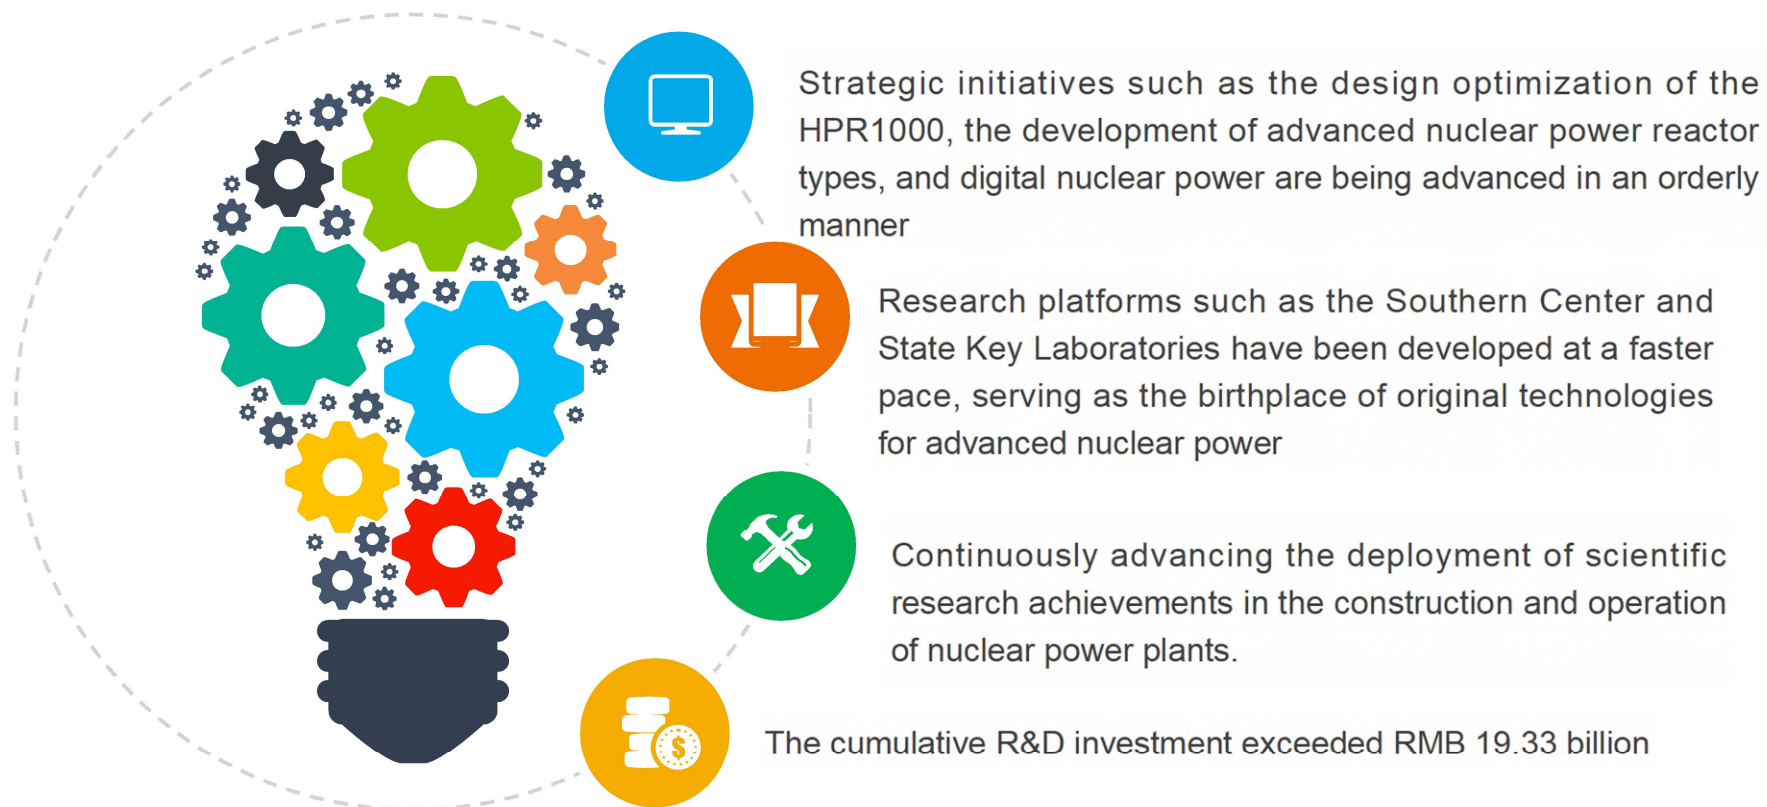 Strategic initiatives such as the design optimization of the
HPR1000, the development of advanced nuclear power reactor
types, and digital nuclear power are being advanced in an orderly
manner
Research platforms such as the Southern Center and
State Key Laboratories have been developed at a faster
pace, serving as the birthplace of original technologies
for advanced nuclear power
Continuously advancing the deployment of scientific
research achievements in the construction and operation
of nuclear power plants.
$
The cumulative R&D investment exceeded RMB 19.33 billion